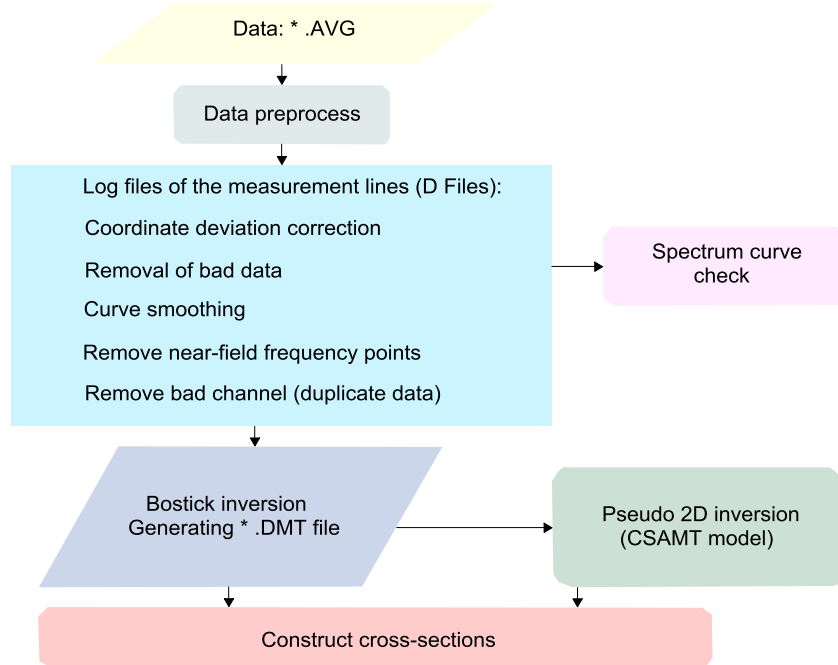 Data: * .AVG
Data preprocess
Log files of the measurement lines (D Files):
Coordinate deviation correction
Removal of bad data
Curve smoothing
Remove near-field frequency points
Remove bad channel (duplicate data)
Spectrum curve
check
Bostick inversion
Generating * .DMT file
Pseudo 2D inversion
(CSAMT model)
Construct cross-sections